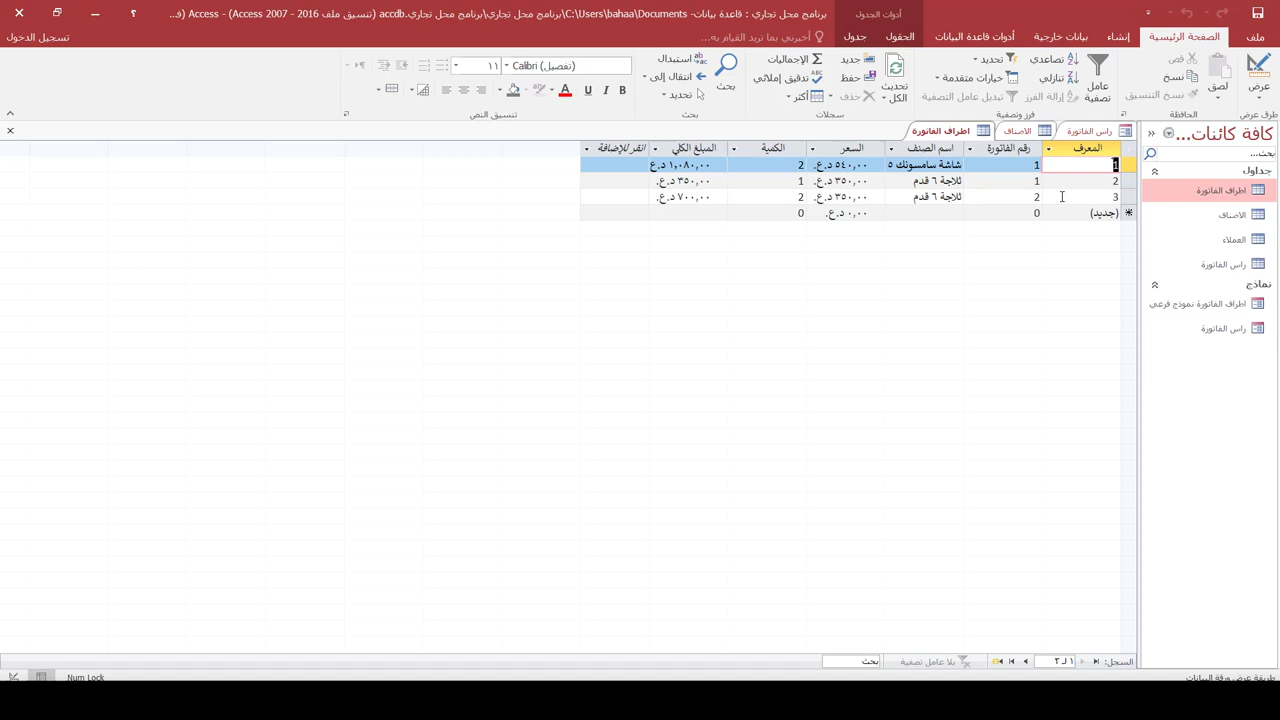 أدوات الجدول
برنامج محل تجاري : قاعدة بيانات- C:\Users\bahaa\Documents\برنامج محل تجاري\برنامج محل تجاري.accdb (تنسيق ملف Access 2007 - 2016) - Access (ف...
ملف
الصفحة الرئيسية
إنشاء
بيانات خارجية
أدوات قاعدة البيانات
الحقول
جدول
أخبرني بما تريد القيام به...
تسجيل الدخول
عرض
طرق عرض
لصق
قص
نسخ
نسخ التنسيق
الحافظة
عامل تصفية
تصاعدي
تنازلي
إزالة الفرز
تحديد
خيارات متقدمة
تبديل عامل التصفية
فرز وتصفية
تحديث الكل
جديد
حفظ
حذف
الإجماليات
تدقيق إملائي
أكثر
سجلات
بحث
استبدال
انتقال إلى
تحديد
بحث
Calibri (تفصيل)
١١
B I U A
تنسيق النص
كافة كائنات...
بحث...
جداول
اطراف الفاتورة
الاصناف
العملاء
راس الفاتورة
نماذج
اطراف الفاتورة نموذج فرعي
راس الفاتورة
راس الفاتورة
الاصناف
اطراف الفاتورة
المعرف رقم الفاتورة اسم الصنف السعر الكمية المبلغ الكلي انقر للإضافة
1 1 شاشة سامسونك ٥ ٥٤٠,٠٠ د.ع. 2 ١,٠٨٠,٠٠ د.ع
2 1 ثلاجة ٦ قدم ٣٥٠,٠٠ د.ع. 1 ٣٥٠,٠٠ د.ع.
3 2 ثلاجة ٦ قدم ٣٥٠,٠٠ د.ع. 2 ٧٠٠,٠٠ د.ع.
(جديد) 0 ٠,٠٠ د.ع. 0
السجل: ١ لـ ٣ بلا عامل تصفية بحث
طريقة عرض ورقة البيانات
Num Lock